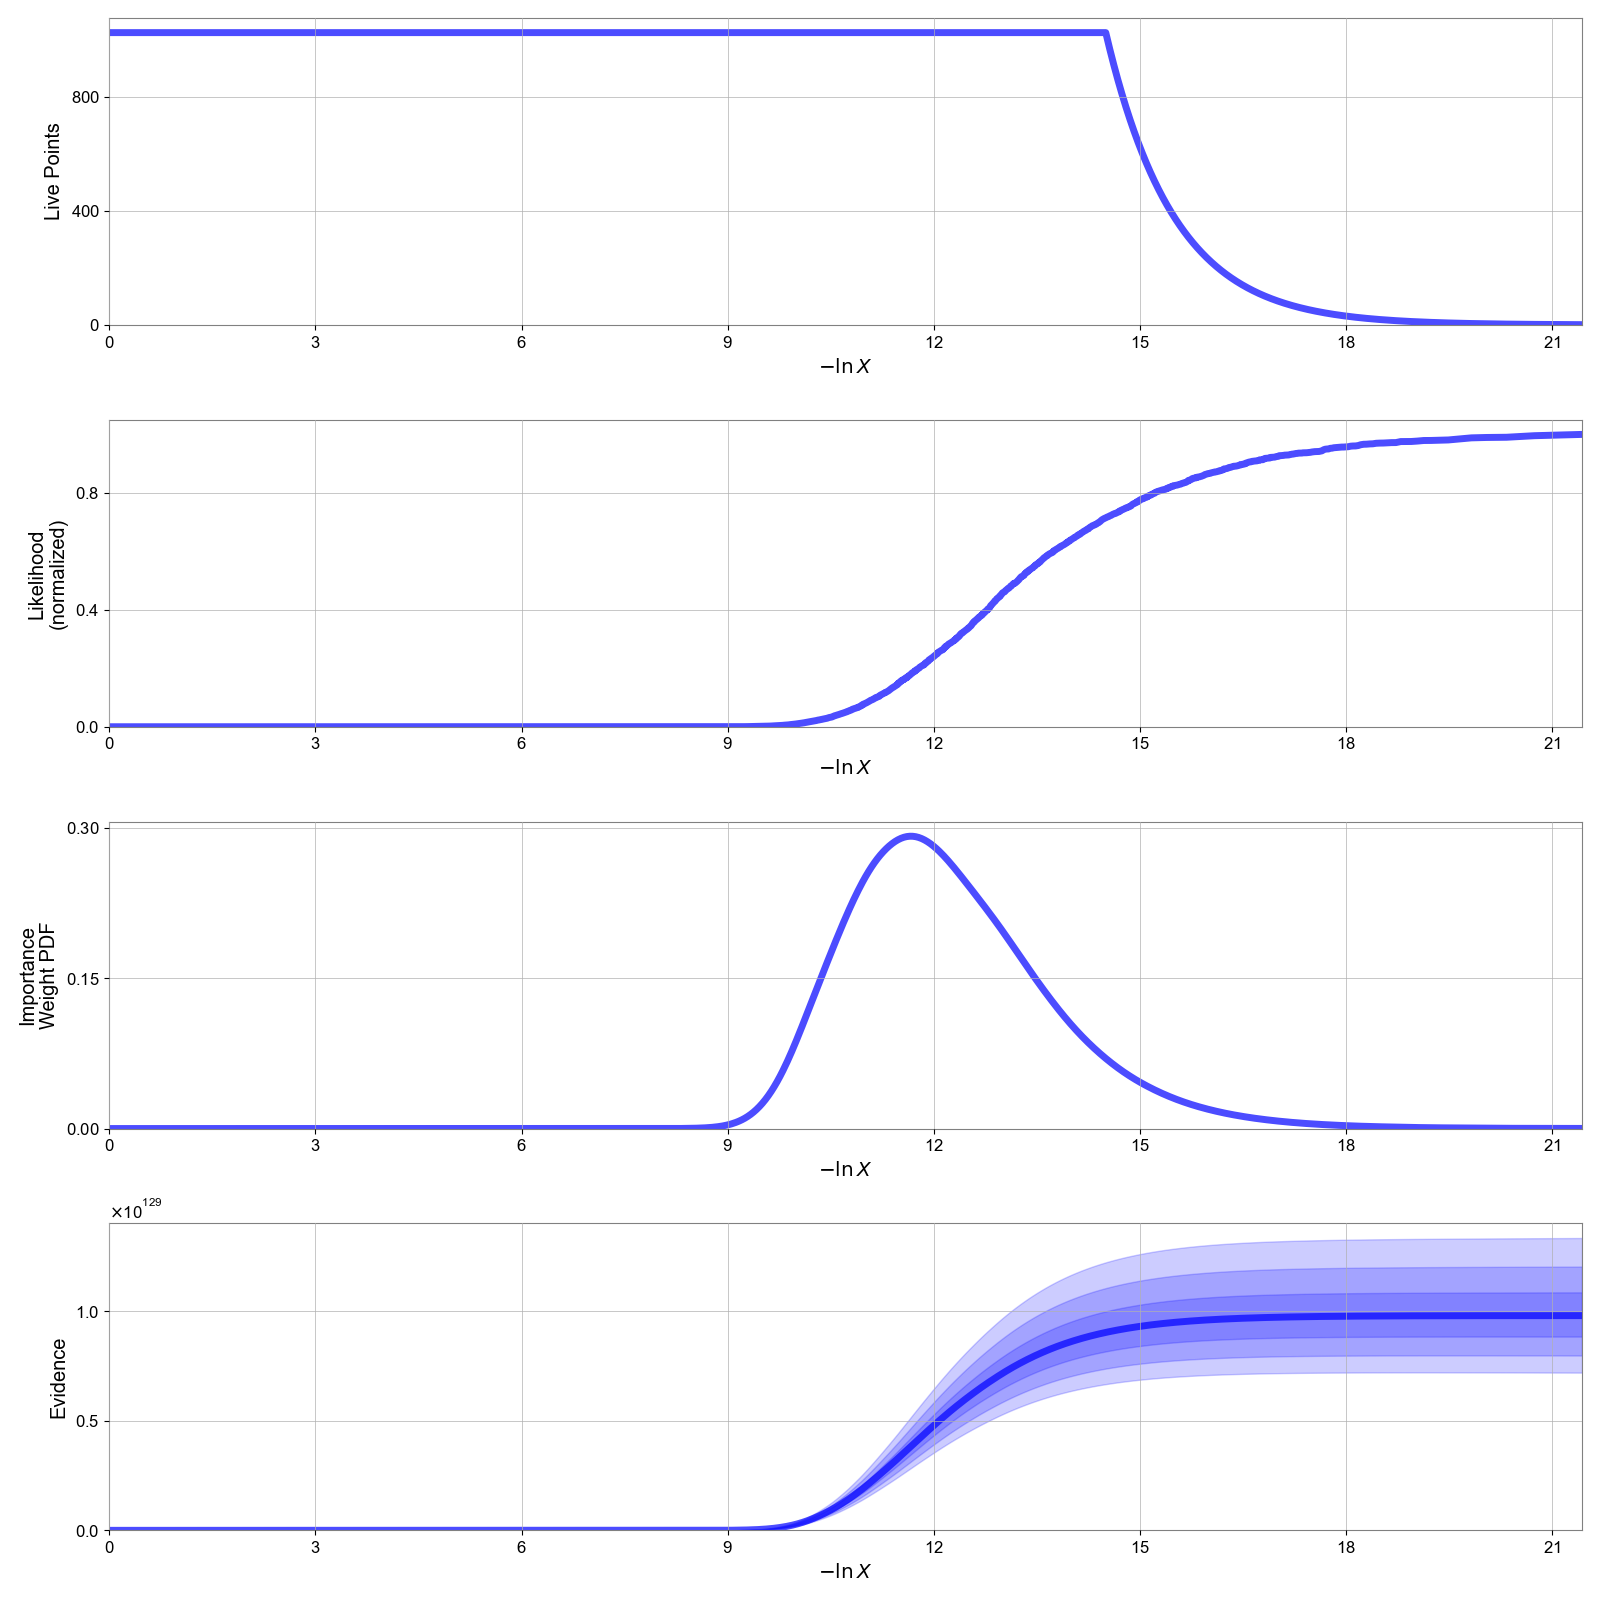 800
400
0
Live Points
0 3 6 9 12 15 18 21
−ln X
0.8
0.4
0.0
Likelihood
(normalized)
0 3 6 9 12 15 18 21
−ln X
0.30
0.15
0.00
Importance
Weight PDF
0 3 6 9 12 15 18 21
−ln X
×10¹²⁹
1.0
0.5
0.0
Evidence
0 3 6 9 12 15 18 21
−ln X